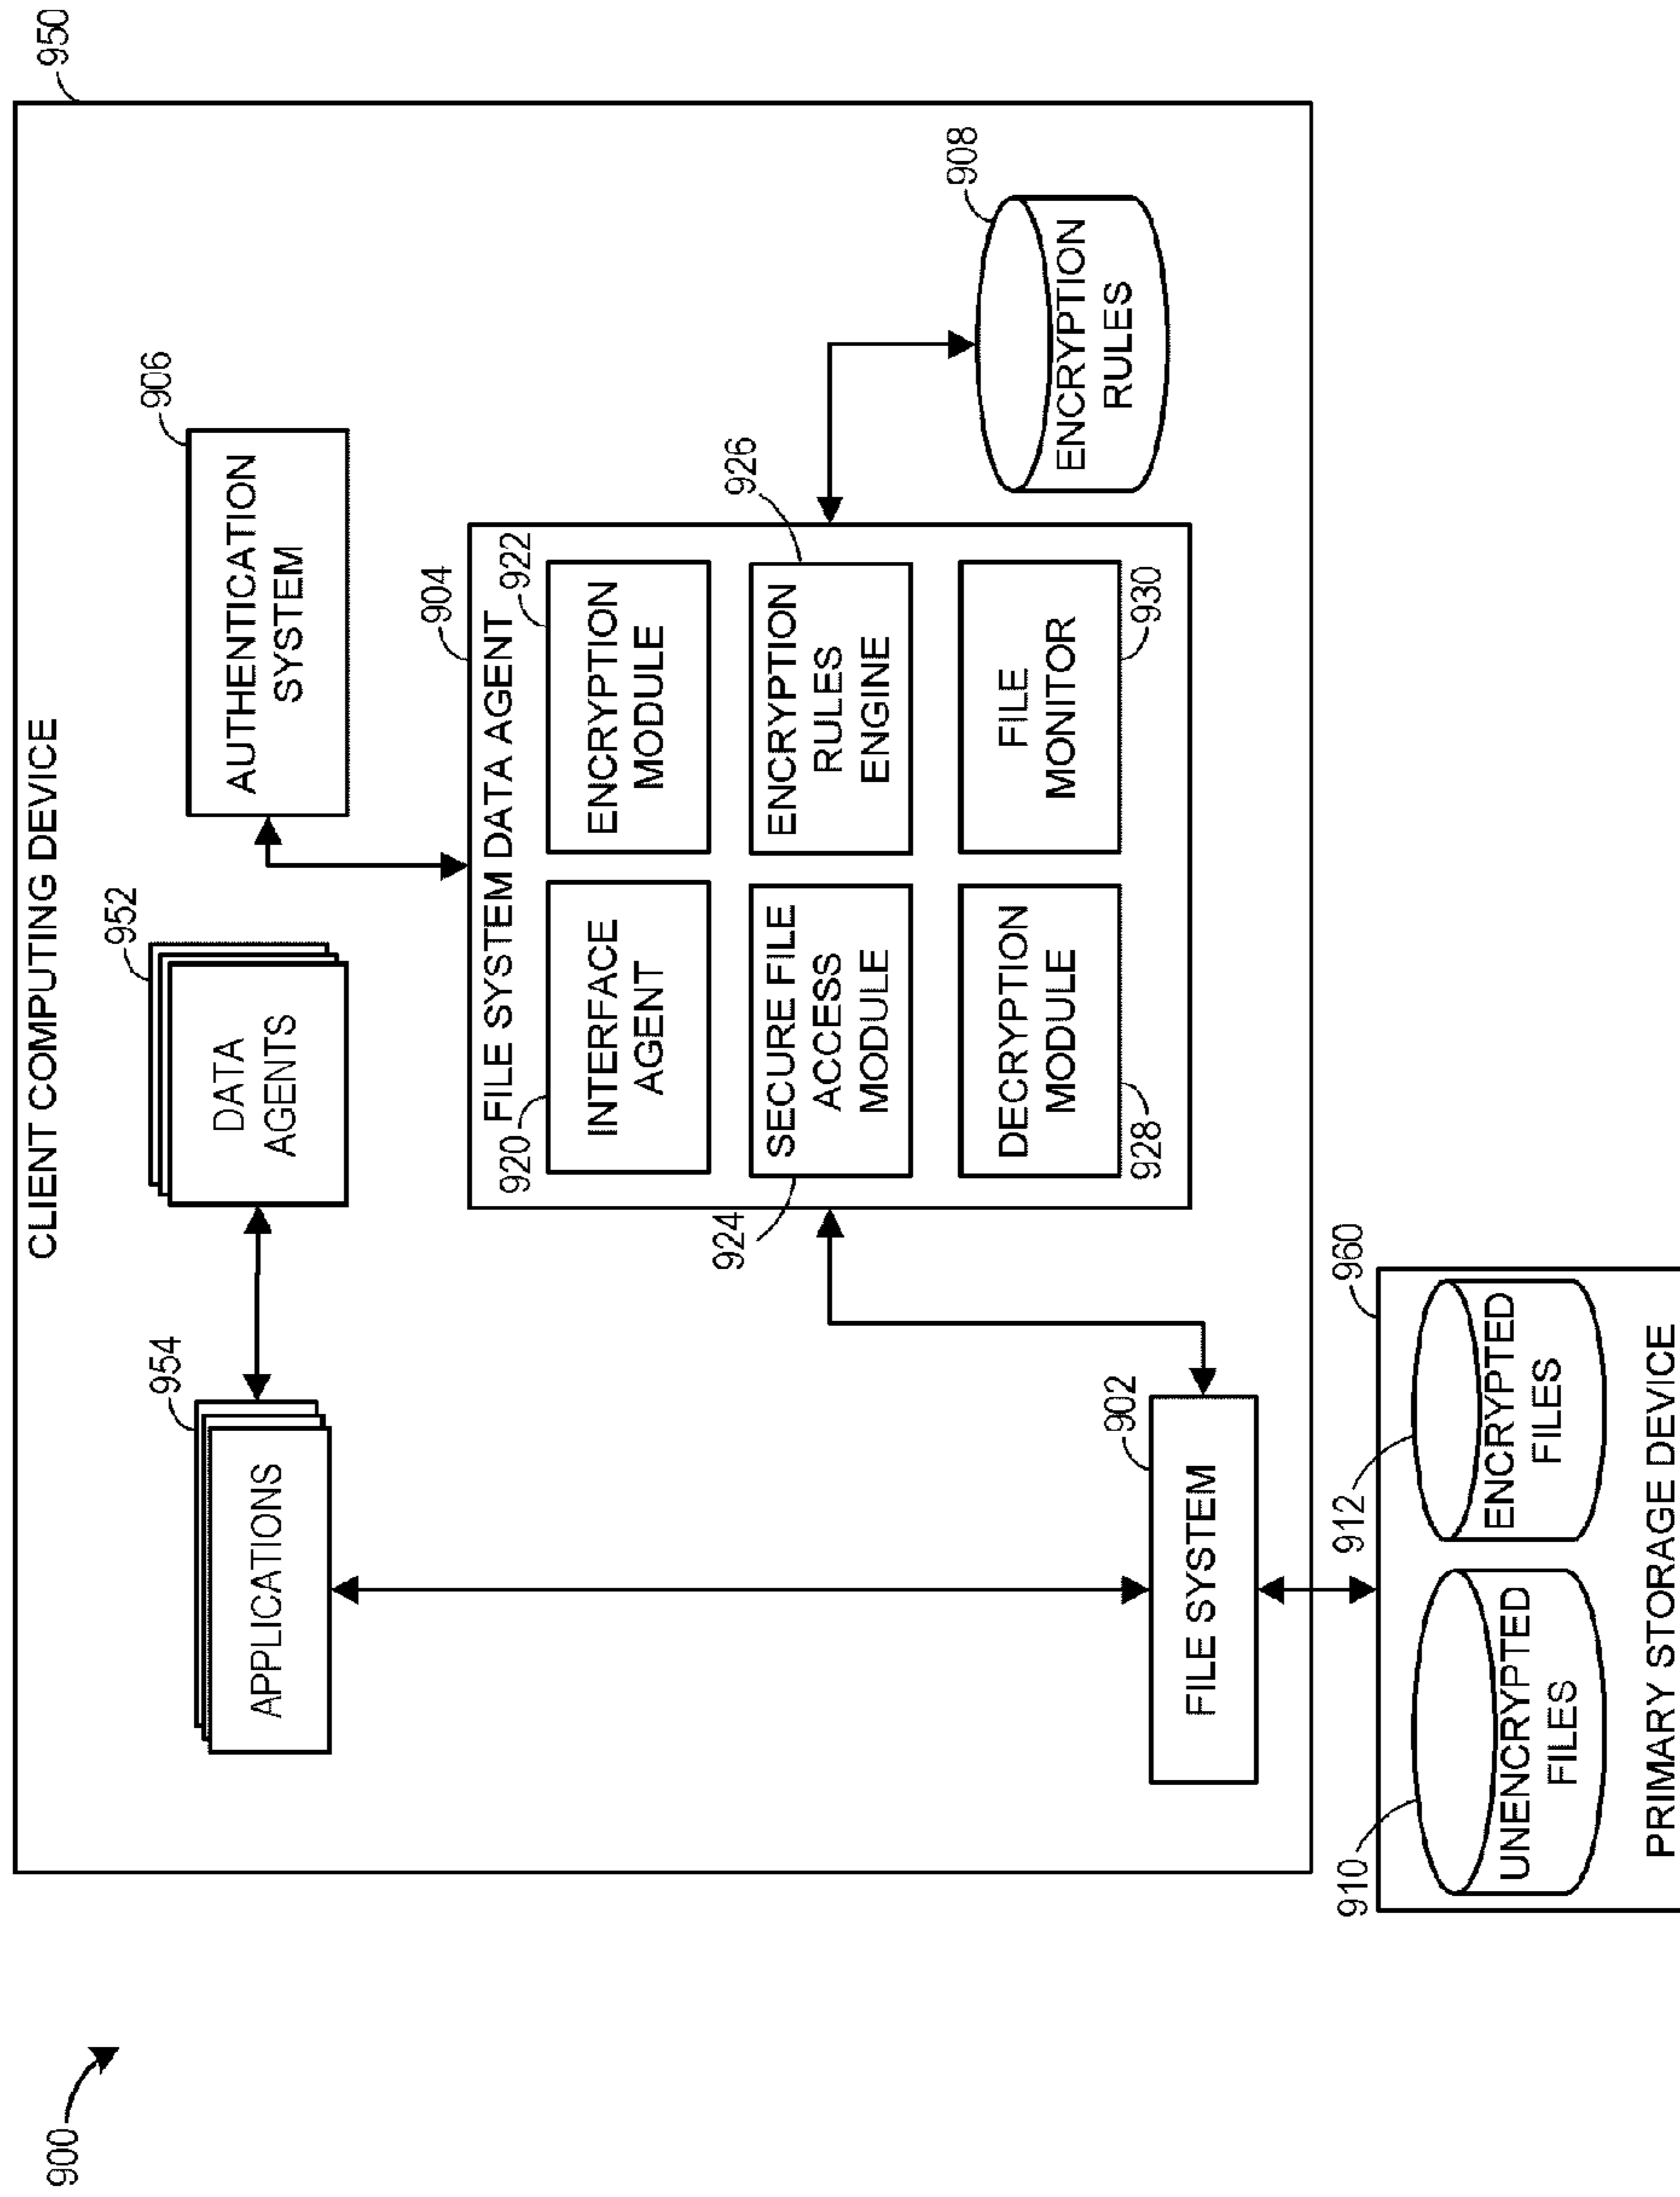 900
CLIENT COMPUTING DEVICE
950
954
APPLICATIONS
952
DATA
AGENTS
906
AUTHENTICATION
SYSTEM
904
FILE SYSTEM DATA AGENT
920
INTERFACE
AGENT
922
ENCRYPTION
MODULE
924
SECURE FILE
ACCESS
MODULE
926
ENCRYPTION
RULES
ENGINE
928
DECRYPTION
MODULE
930
FILE
MONITOR
908
ENCRYPTION
RULES
902
FILE SYSTEM
960
910
UNENCRYPTED
FILES
912
ENCRYPTED
FILES
PRIMARY STORAGE DEVICE